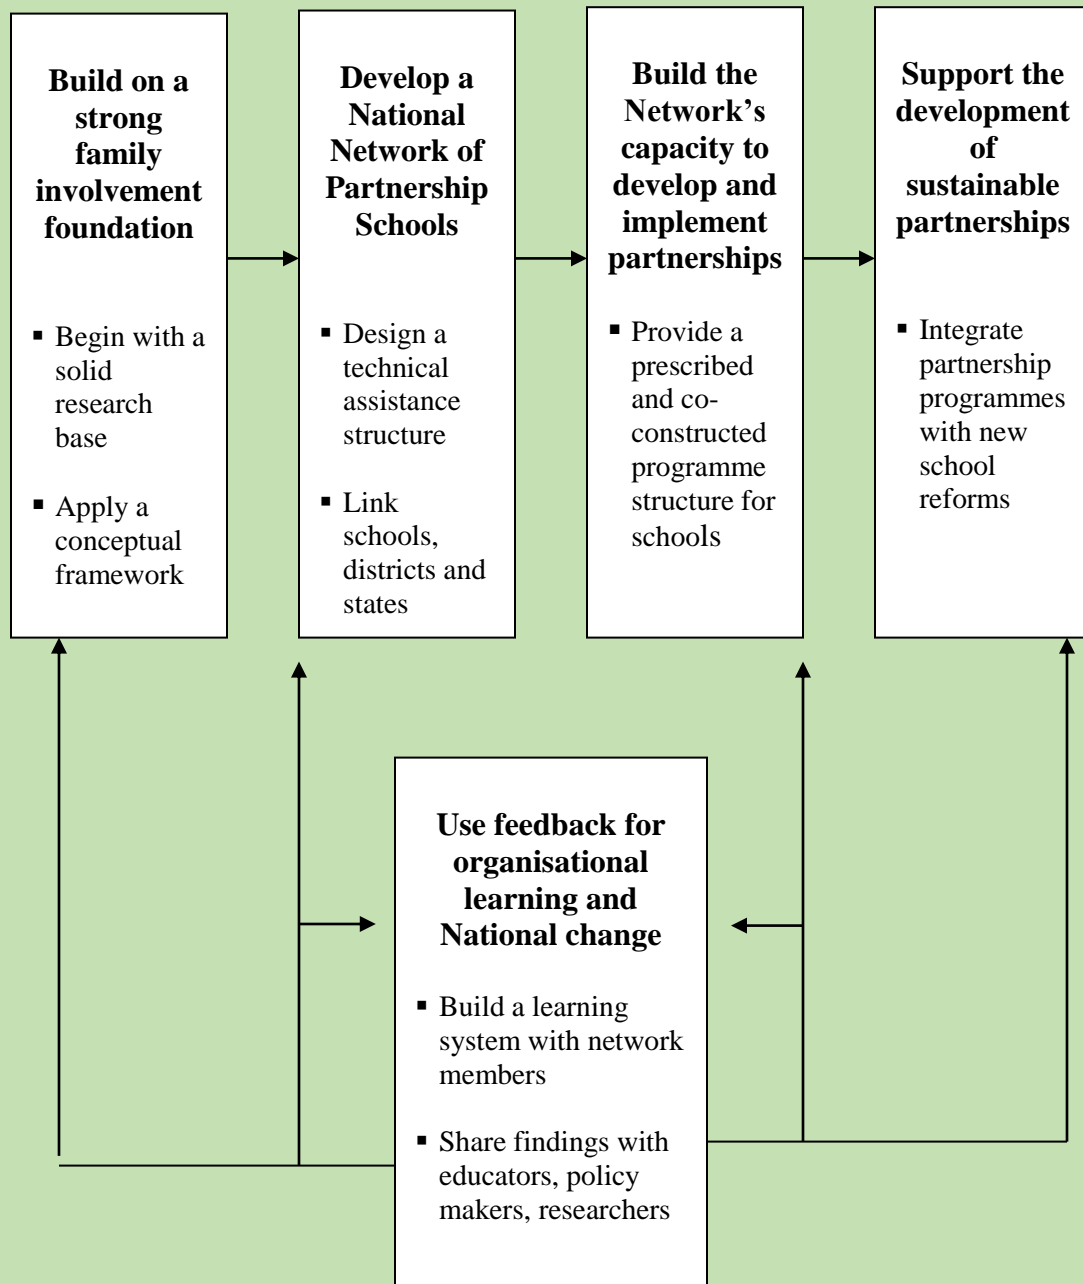 Build on a
strong
family
involvement
foundation
▪ Begin with a
solid
research
base
▪ Apply a
conceptual
framework
Develop a
National
Network of
Partnership
Schools
▪ Design a
technical
assistance
structure
▪ Link
schools,
districts and
states
Build the
Network’s
capacity to
develop and
implement
partnerships
▪ Provide a
prescribed
and co-
constructed
programme
structure for
schools
Support the
development
of
sustainable
partnerships
▪ Integrate
partnership
programmes
with new
school
reforms
Use feedback for
organisational
learning and
National change
▪ Build a learning
system with network
members
▪ Share findings with
educators, policy
makers, researchers